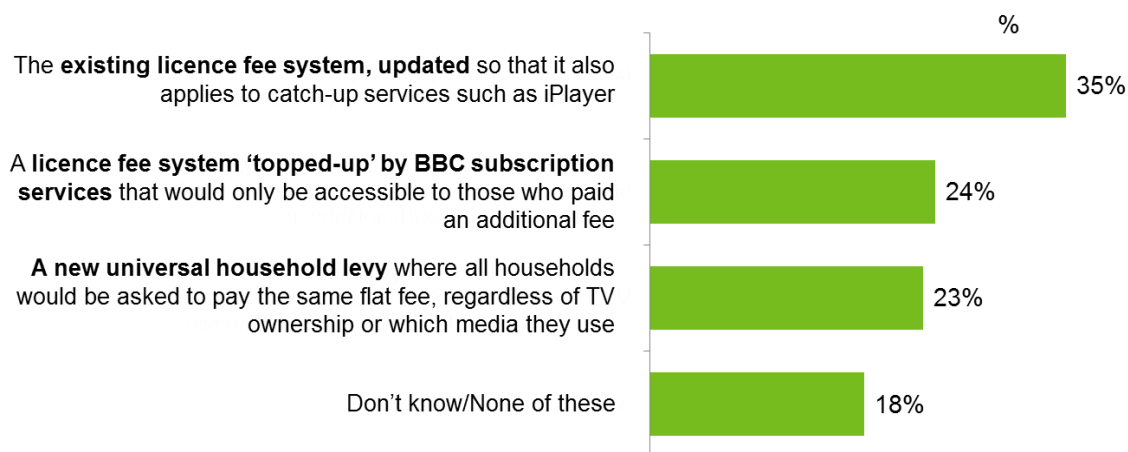 %
The existing licence fee system, updated so that it also
applies to catch-up services such as iPlayer
35%
A licence fee system ‘topped-up’ by BBC subscription
services that would only be accessible to those who paid
an additional fee
24%
A new universal household levy where all households
would be asked to pay the same flat fee, regardless of TV
ownership or which media they use
23%
Don’t know/None of these
18%